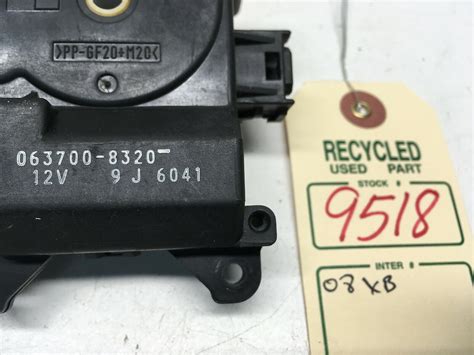 >PP-GF20+M20<
063700-8320
12V 9 J 6041
RECYCLED
USED PART
STOCK #
9518
INTER #
08 XB